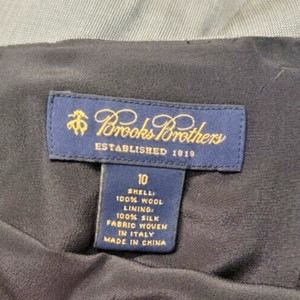 Brooks Brothers
ESTABLISHED 1818
10
SHELL:
100% WOOL
LINING:
100% SILK
FABRIC WOVEN
IN ITALY
MADE IN CHINA